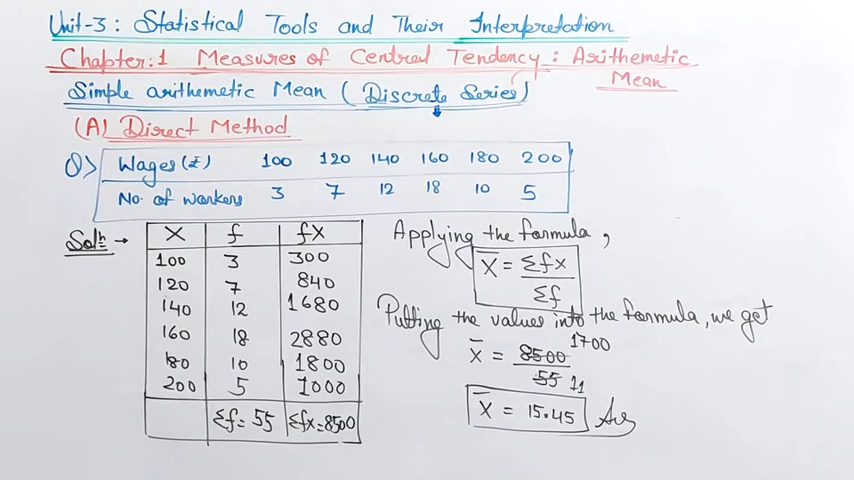 Unit-3: Statistical Tools and Their Interpretation
Chapter:1 Measures of Central Tendency: Arithemetic Mean
Simple arithemetic Mean (Discrete Series)
(A) Direct Method
Q> Wages(₹) 100 120 140 160 180 200
No. of workers 3 7 12 18 10 5
Solⁿ →
X f fX
100 3 300
120 7 840
140 12 1680
160 18 2880
180 10 1800
200 5 1000
Σf=55 Σfx=8500
Applying the formula,
X̄ = Σfx / Σf
Putting the values into the formula, we get
X̄ = 8500 / 55 1700 11
X̄ = 15.45 Ans